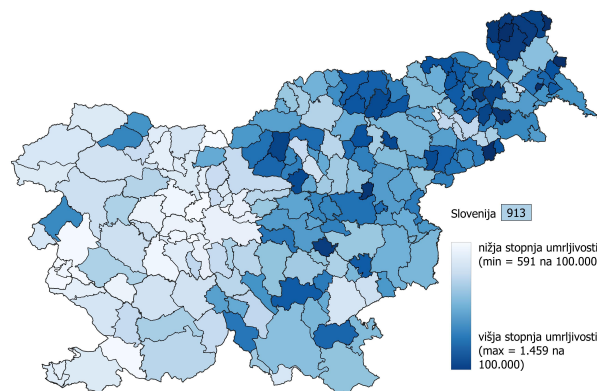 Slovenija 913
nižja stopnja umrljivosti
(min = 591 na 100.000)
višja stopnja umrljivosti
(max = 1.459 na
100.000)